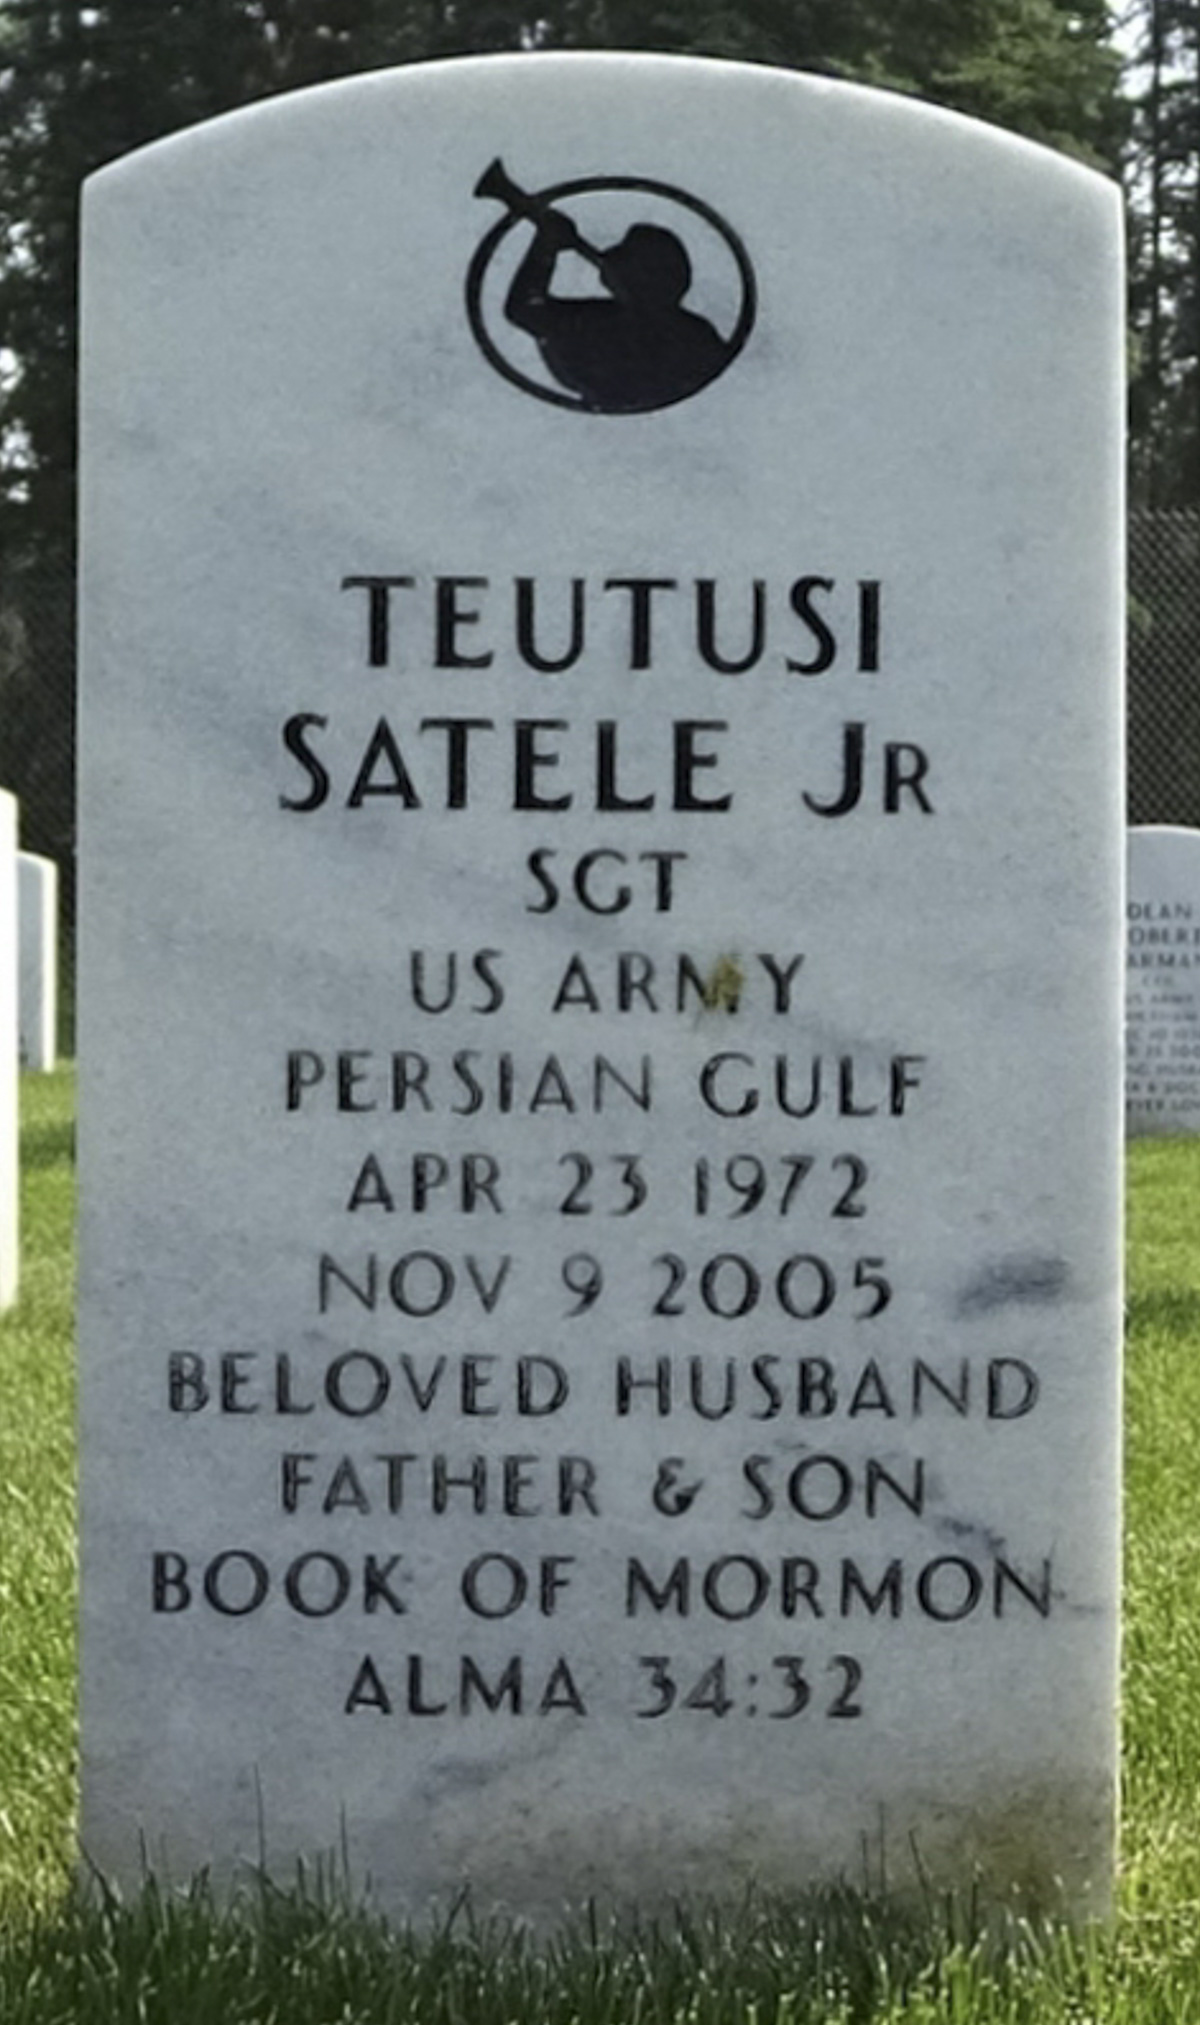 TEUTUSI
SATELE JR
SGT
US ARMY
PERSIAN GULF
APR 23 1972
NOV 9 2005
BELOVED HUSBAND
FATHER & SON
BOOK OF MORMON
ALMA 34:32
DEAN